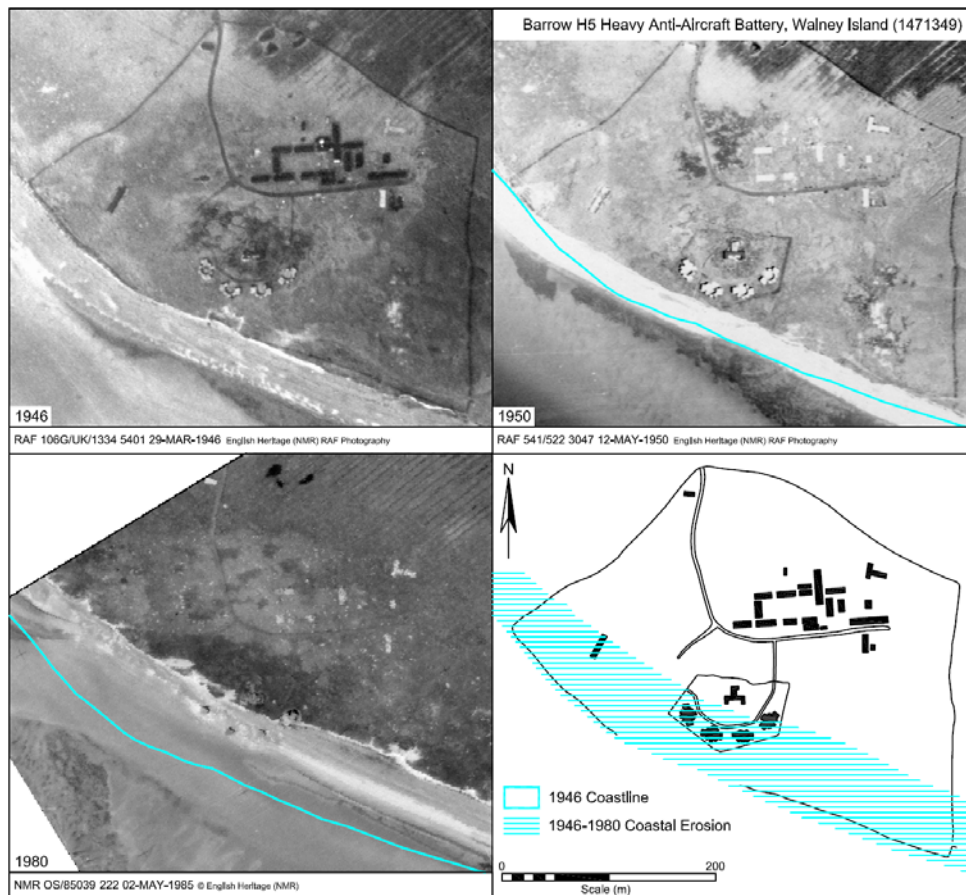 Barrow H5 Heavy Anti-Aircraft Battery, Walney Island (1471349)
1946
RAF 106G/UK/1334 5401 29-MAR-1946 English Heritage (NMR) RAF Photography
1950
RAF 541/522 3047 12-MAY-1950 English Heritage (NMR) RAF Photography
1980
NMR OS/85039 222 02-MAY-1985 © English Heritage (NMR)
N
1946 Coastline
1946-1980 Coastal Erosion
0 200
Scale (m)